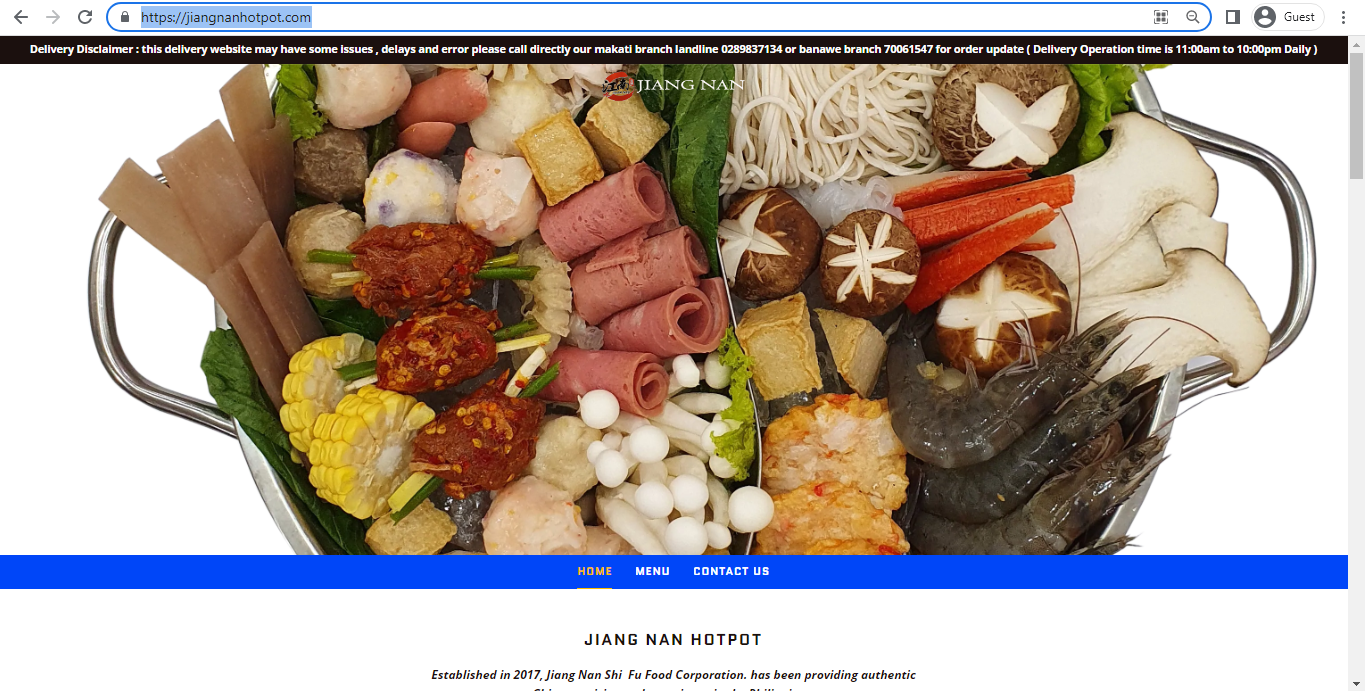 https://jiangnanhotpot.com
Guest
Delivery Disclaimer : this delivery website may have some issues , delays and error please call directly our makati branch landline 0289837134 or banawe branch 70061547 for order update ( Delivery Operation time is 11:00am to 10:00pm Daily )
江南 JIANG NAN
HOME MENU CONTACT US
JIANG NAN HOTPOT
Established in 2017, Jiang Nan Shi Fu Food Corporation. has been providing authentic